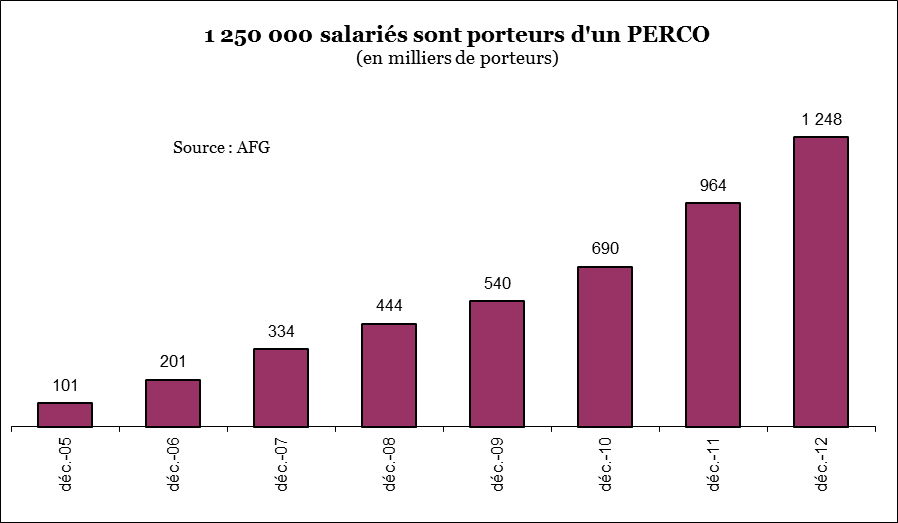 1 250 000 salariés sont porteurs d'un PERCO
(en milliers de porteurs)
Source : AFG
1 248
964
690
540
444
334
201
101
déc.-05
déc.-06
déc.-07
déc.-08
déc.-09
déc.-10
déc.-11
déc.-12